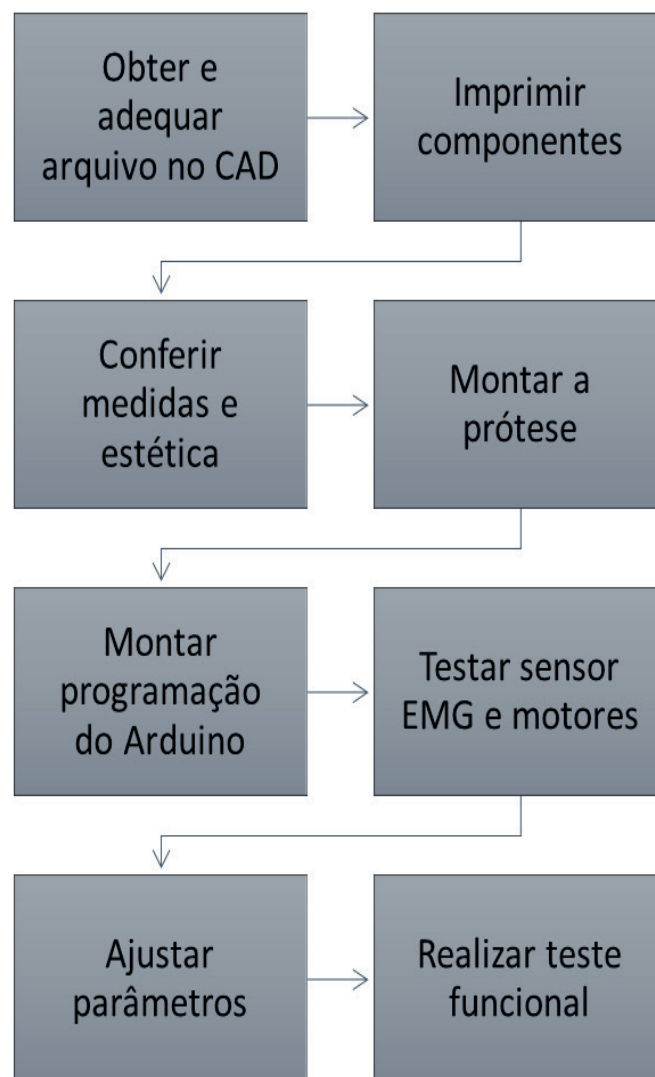 Obter e
adequar
arquivo no CAD
Imprimir
componentes
Conferir
medidas e
estética
Montar a
prótese
Montar
programação
do Arduino
Testar sensor
EMG e motores
Ajustar
parâmetros
Realizar teste
funcional